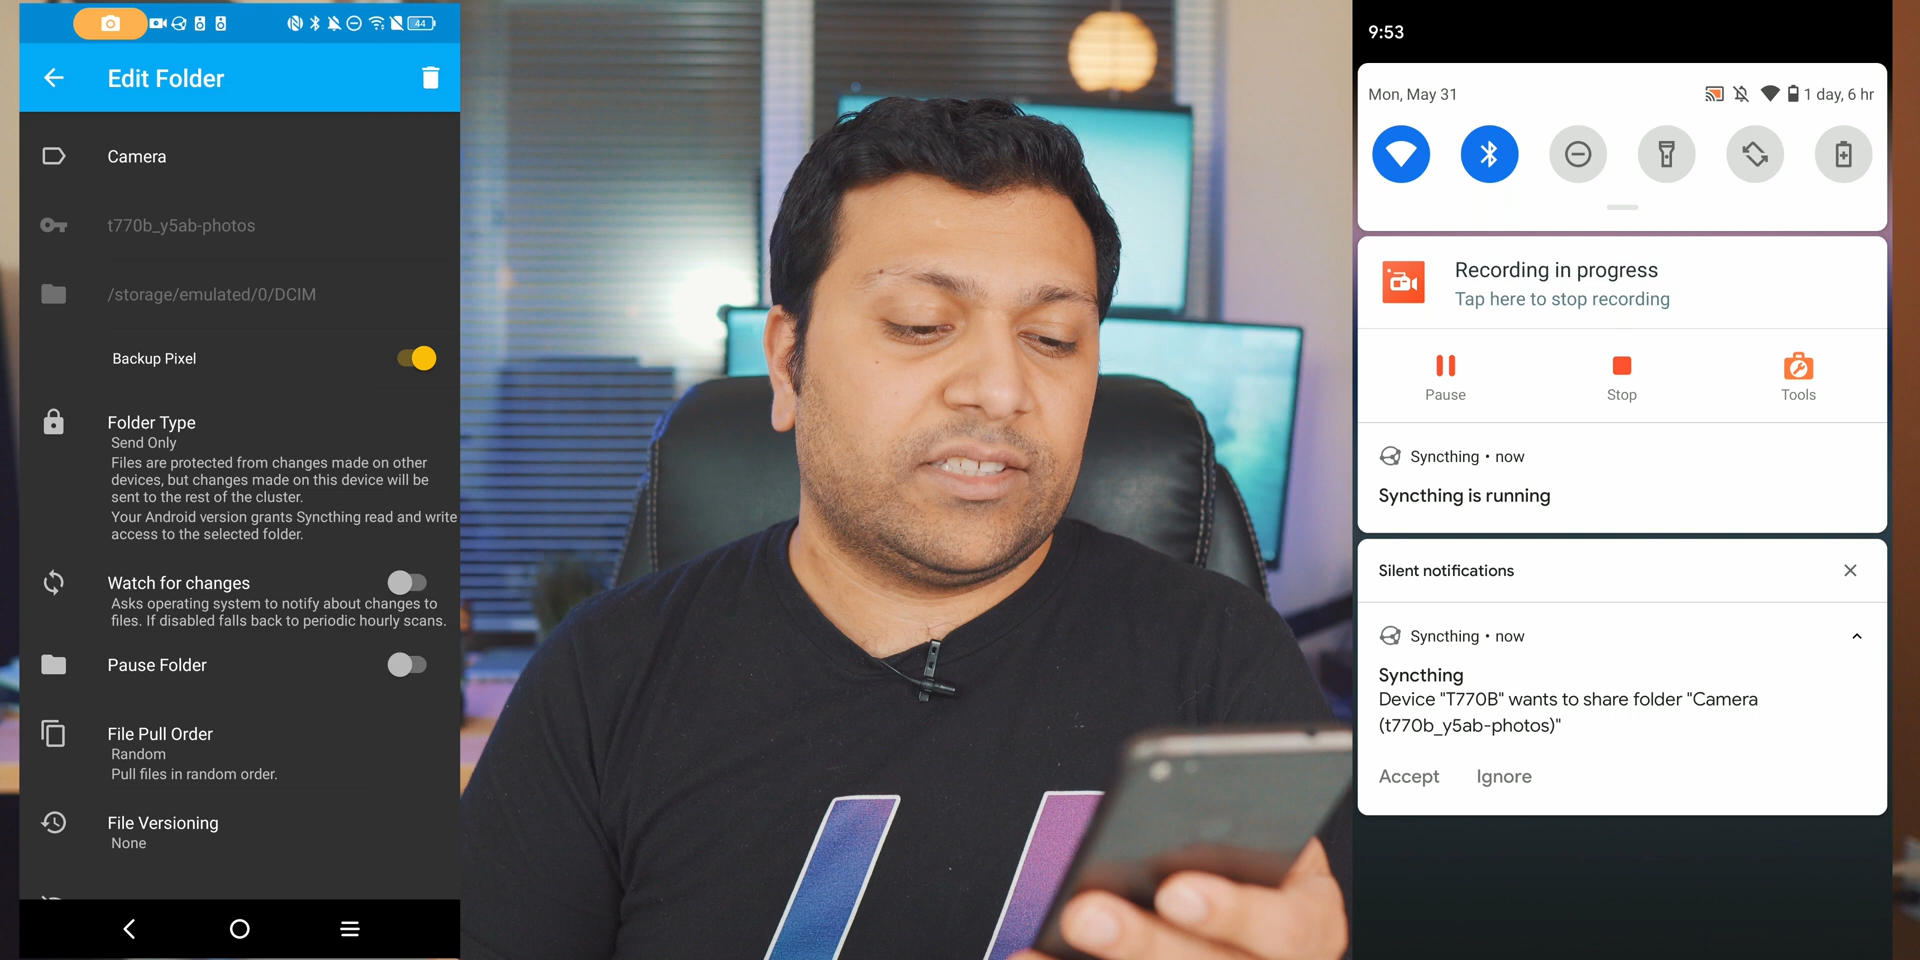 44
Edit Folder
Camera
t770b_y5ab-photos
/storage/emulated/0/DCIM
Backup Pixel
Folder Type
Send Only
Files are protected from changes made on other
devices, but changes made on this device will be
sent to the rest of the cluster.
Your Android version grants Syncthing read and write
access to the selected folder.
Watch for changes
Asks operating system to notify about changes to
files. If disabled falls back to periodic hourly scans.
Pause Folder
File Pull Order
Random
Pull files in random order.
File Versioning
None
9:53
Mon, May 31
1 day, 6 hr
Recording in progress
Tap here to stop recording
Pause
Stop
Tools
Syncthing • now
Syncthing is running
Silent notifications
Syncthing • now
Syncthing
Device "T770B" wants to share folder "Camera
(t770b_y5ab-photos)"
Accept
Ignore